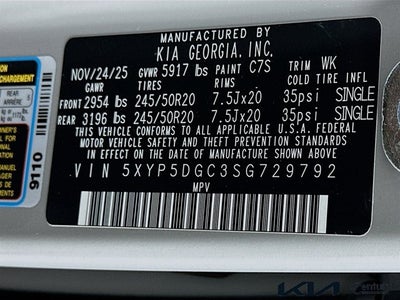 MANUFACTURED BY
KIA GEORGIA, INC.
NOV/24/25 GVWR 5917 lbs PAINT C7S TRIM WK
GAWR TIRES RIMS COLD TIRE INFL
FRONT 2954 lbs 245/50R20 7.5Jx20 35psi SINGLE
REAR 3196 lbs 245/50R20 7.5Jx20 35psi SINGLE
THIS VEHICLE CONFORMS TO ALL APPLICABLE U.S.A. FEDERAL
MOTOR VEHICLE SAFETY AND THEFT PREVENTION STANDARDS
IN EFFECT ON THE DATE OF MANUFACTURE SHOWN ABOVE.
VIN 5XYP5DGC3SG729792
MPV
REAR
ARRIÈRE
9110
KIA